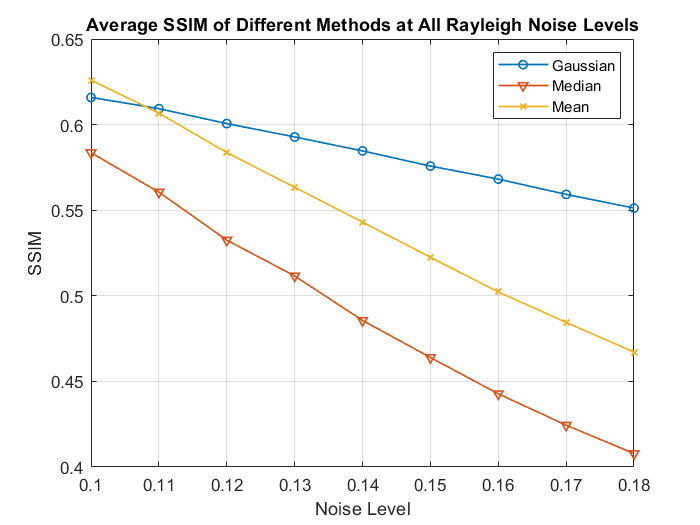 Average SSIM of Different Methods at All Rayleigh Noise Levels
0.65
0.6
0.55
0.5
0.45
0.4
SSIM
Gaussian
Median
Mean
0.1 0.11 0.12 0.13 0.14 0.15 0.16 0.17 0.18
Noise Level